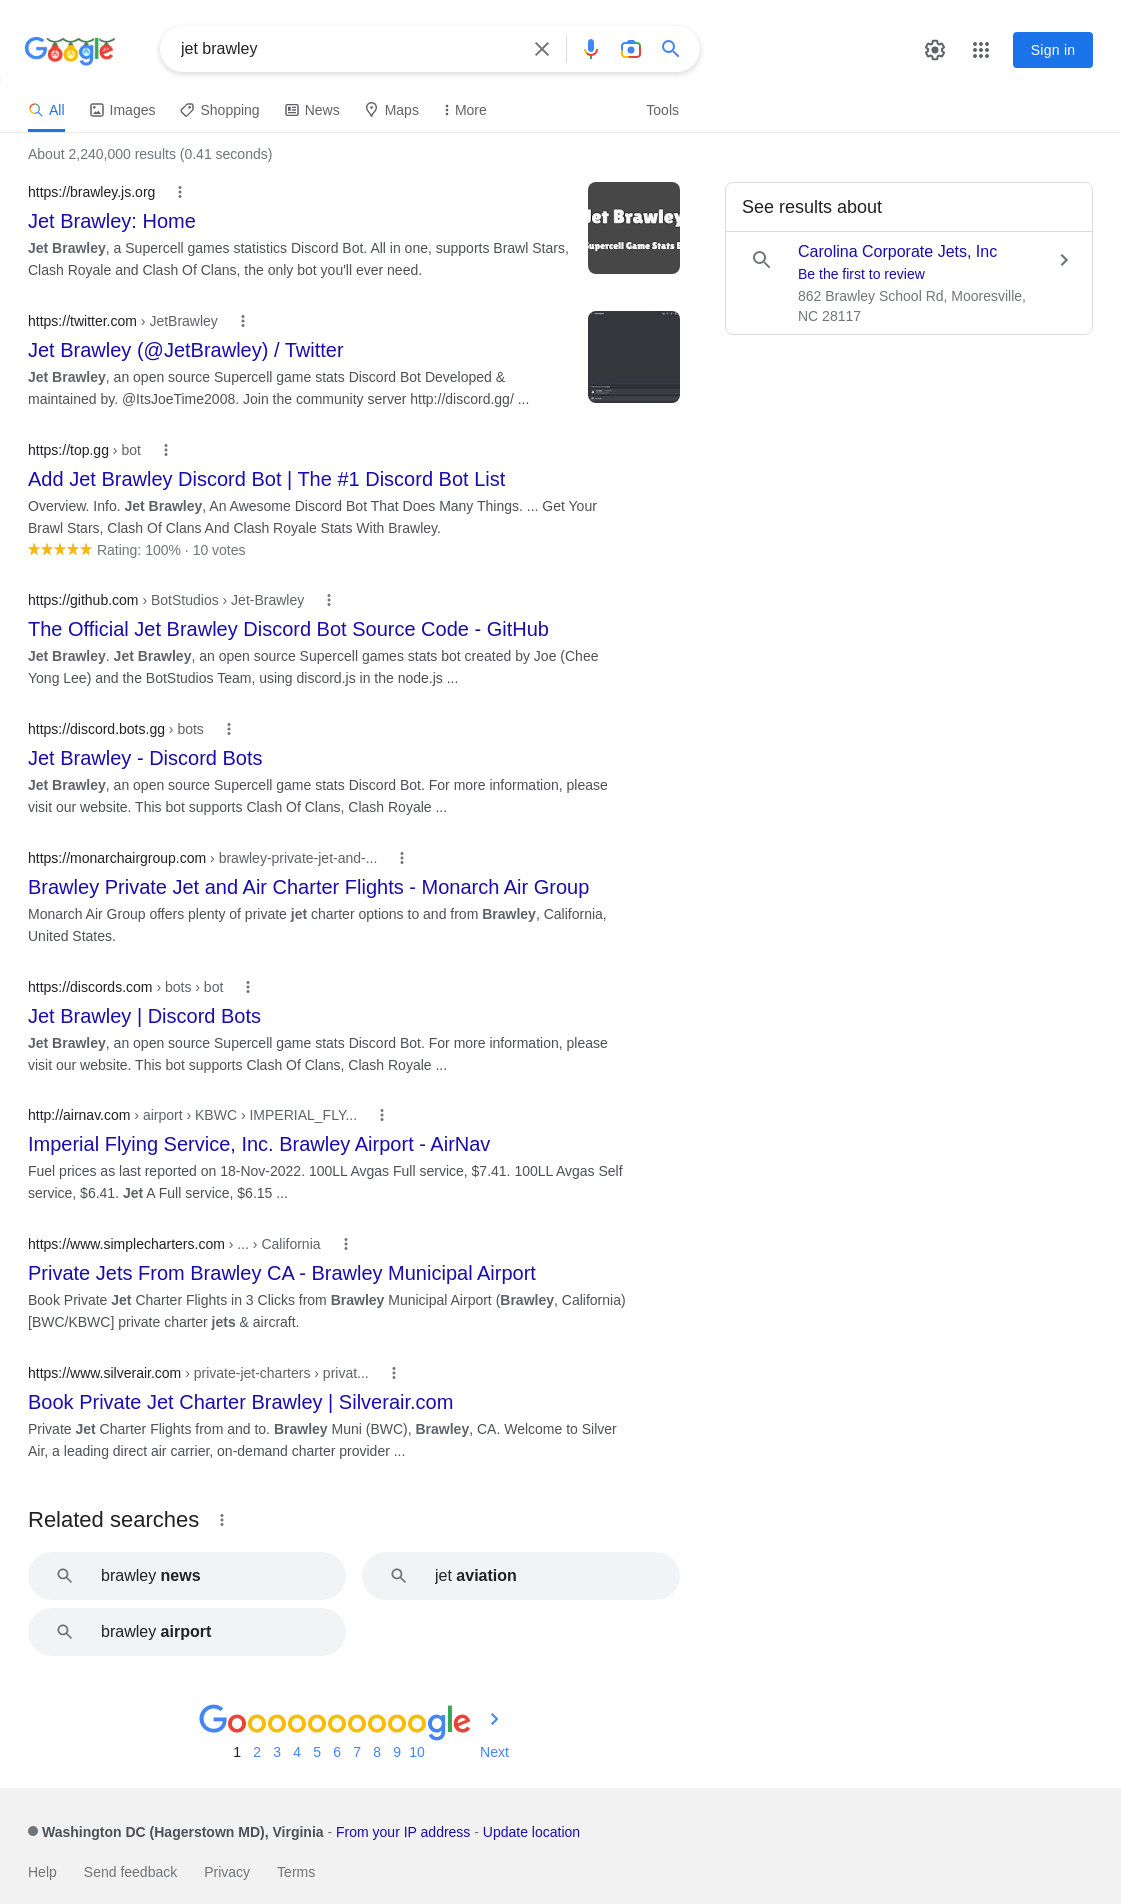 Google
jet brawley
Sign in
All Images Shopping News Maps More Tools
About 2,240,000 results (0.41 seconds)
https://brawley.js.org
Jet Brawley: Home
Jet Brawley, a Supercell games statistics Discord Bot. All in one, supports Brawl Stars,
Clash Royale and Clash Of Clans, the only bot you'll ever need.
Jet Brawley
Supercell Game Stats B
https://twitter.com › JetBrawley
Jet Brawley (@JetBrawley) / Twitter
Jet Brawley, an open source Supercell game stats Discord Bot Developed &
maintained by. @ItsJoeTime2008. Join the community server http://discord.gg/ ...
https://top.gg › bot
Add Jet Brawley Discord Bot | The #1 Discord Bot List
Overview. Info. Jet Brawley, An Awesome Discord Bot That Does Many Things. ... Get Your
Brawl Stars, Clash Of Clans And Clash Royale Stats With Brawley.
Rating: 100% · 10 votes
https://github.com › BotStudios › Jet-Brawley
The Official Jet Brawley Discord Bot Source Code - GitHub
Jet Brawley. Jet Brawley, an open source Supercell games stats bot created by Joe (Chee
Yong Lee) and the BotStudios Team, using discord.js in the node.js ...
https://discord.bots.gg › bots
Jet Brawley - Discord Bots
Jet Brawley, an open source Supercell game stats Discord Bot. For more information, please
visit our website. This bot supports Clash Of Clans, Clash Royale ...
https://monarchairgroup.com › brawley-private-jet-and-...
Brawley Private Jet and Air Charter Flights - Monarch Air Group
Monarch Air Group offers plenty of private jet charter options to and from Brawley, California,
United States.
https://discords.com › bots › bot
Jet Brawley | Discord Bots
Jet Brawley, an open source Supercell game stats Discord Bot. For more information, please
visit our website. This bot supports Clash Of Clans, Clash Royale ...
http://airnav.com › airport › KBWC › IMPERIAL_FLY...
Imperial Flying Service, Inc. Brawley Airport - AirNav
Fuel prices as last reported on 18-Nov-2022. 100LL Avgas Full service, $7.41. 100LL Avgas Self
service, $6.41. Jet A Full service, $6.15 ...
https://www.simplecharters.com › ... › California
Private Jets From Brawley CA - Brawley Municipal Airport
Book Private Jet Charter Flights in 3 Clicks from Brawley Municipal Airport (Brawley, California)
[BWC/KBWC] private charter jets & aircraft.
https://www.silverair.com › private-jet-charters › privat...
Book Private Jet Charter Brawley | Silverair.com
Private Jet Charter Flights from and to. Brawley Muni (BWC), Brawley, CA. Welcome to Silver
Air, a leading direct air carrier, on-demand charter provider ...
See results about
Carolina Corporate Jets, Inc
Be the first to review
862 Brawley School Rd, Mooresville,
NC 28117
Related searches
brawley news
jet aviation
brawley airport
Goooooooooogle
1 2 3 4 5 6 7 8 9 10 Next
Washington DC (Hagerstown MD), Virginia - From your IP address - Update location
Help Send feedback Privacy Terms